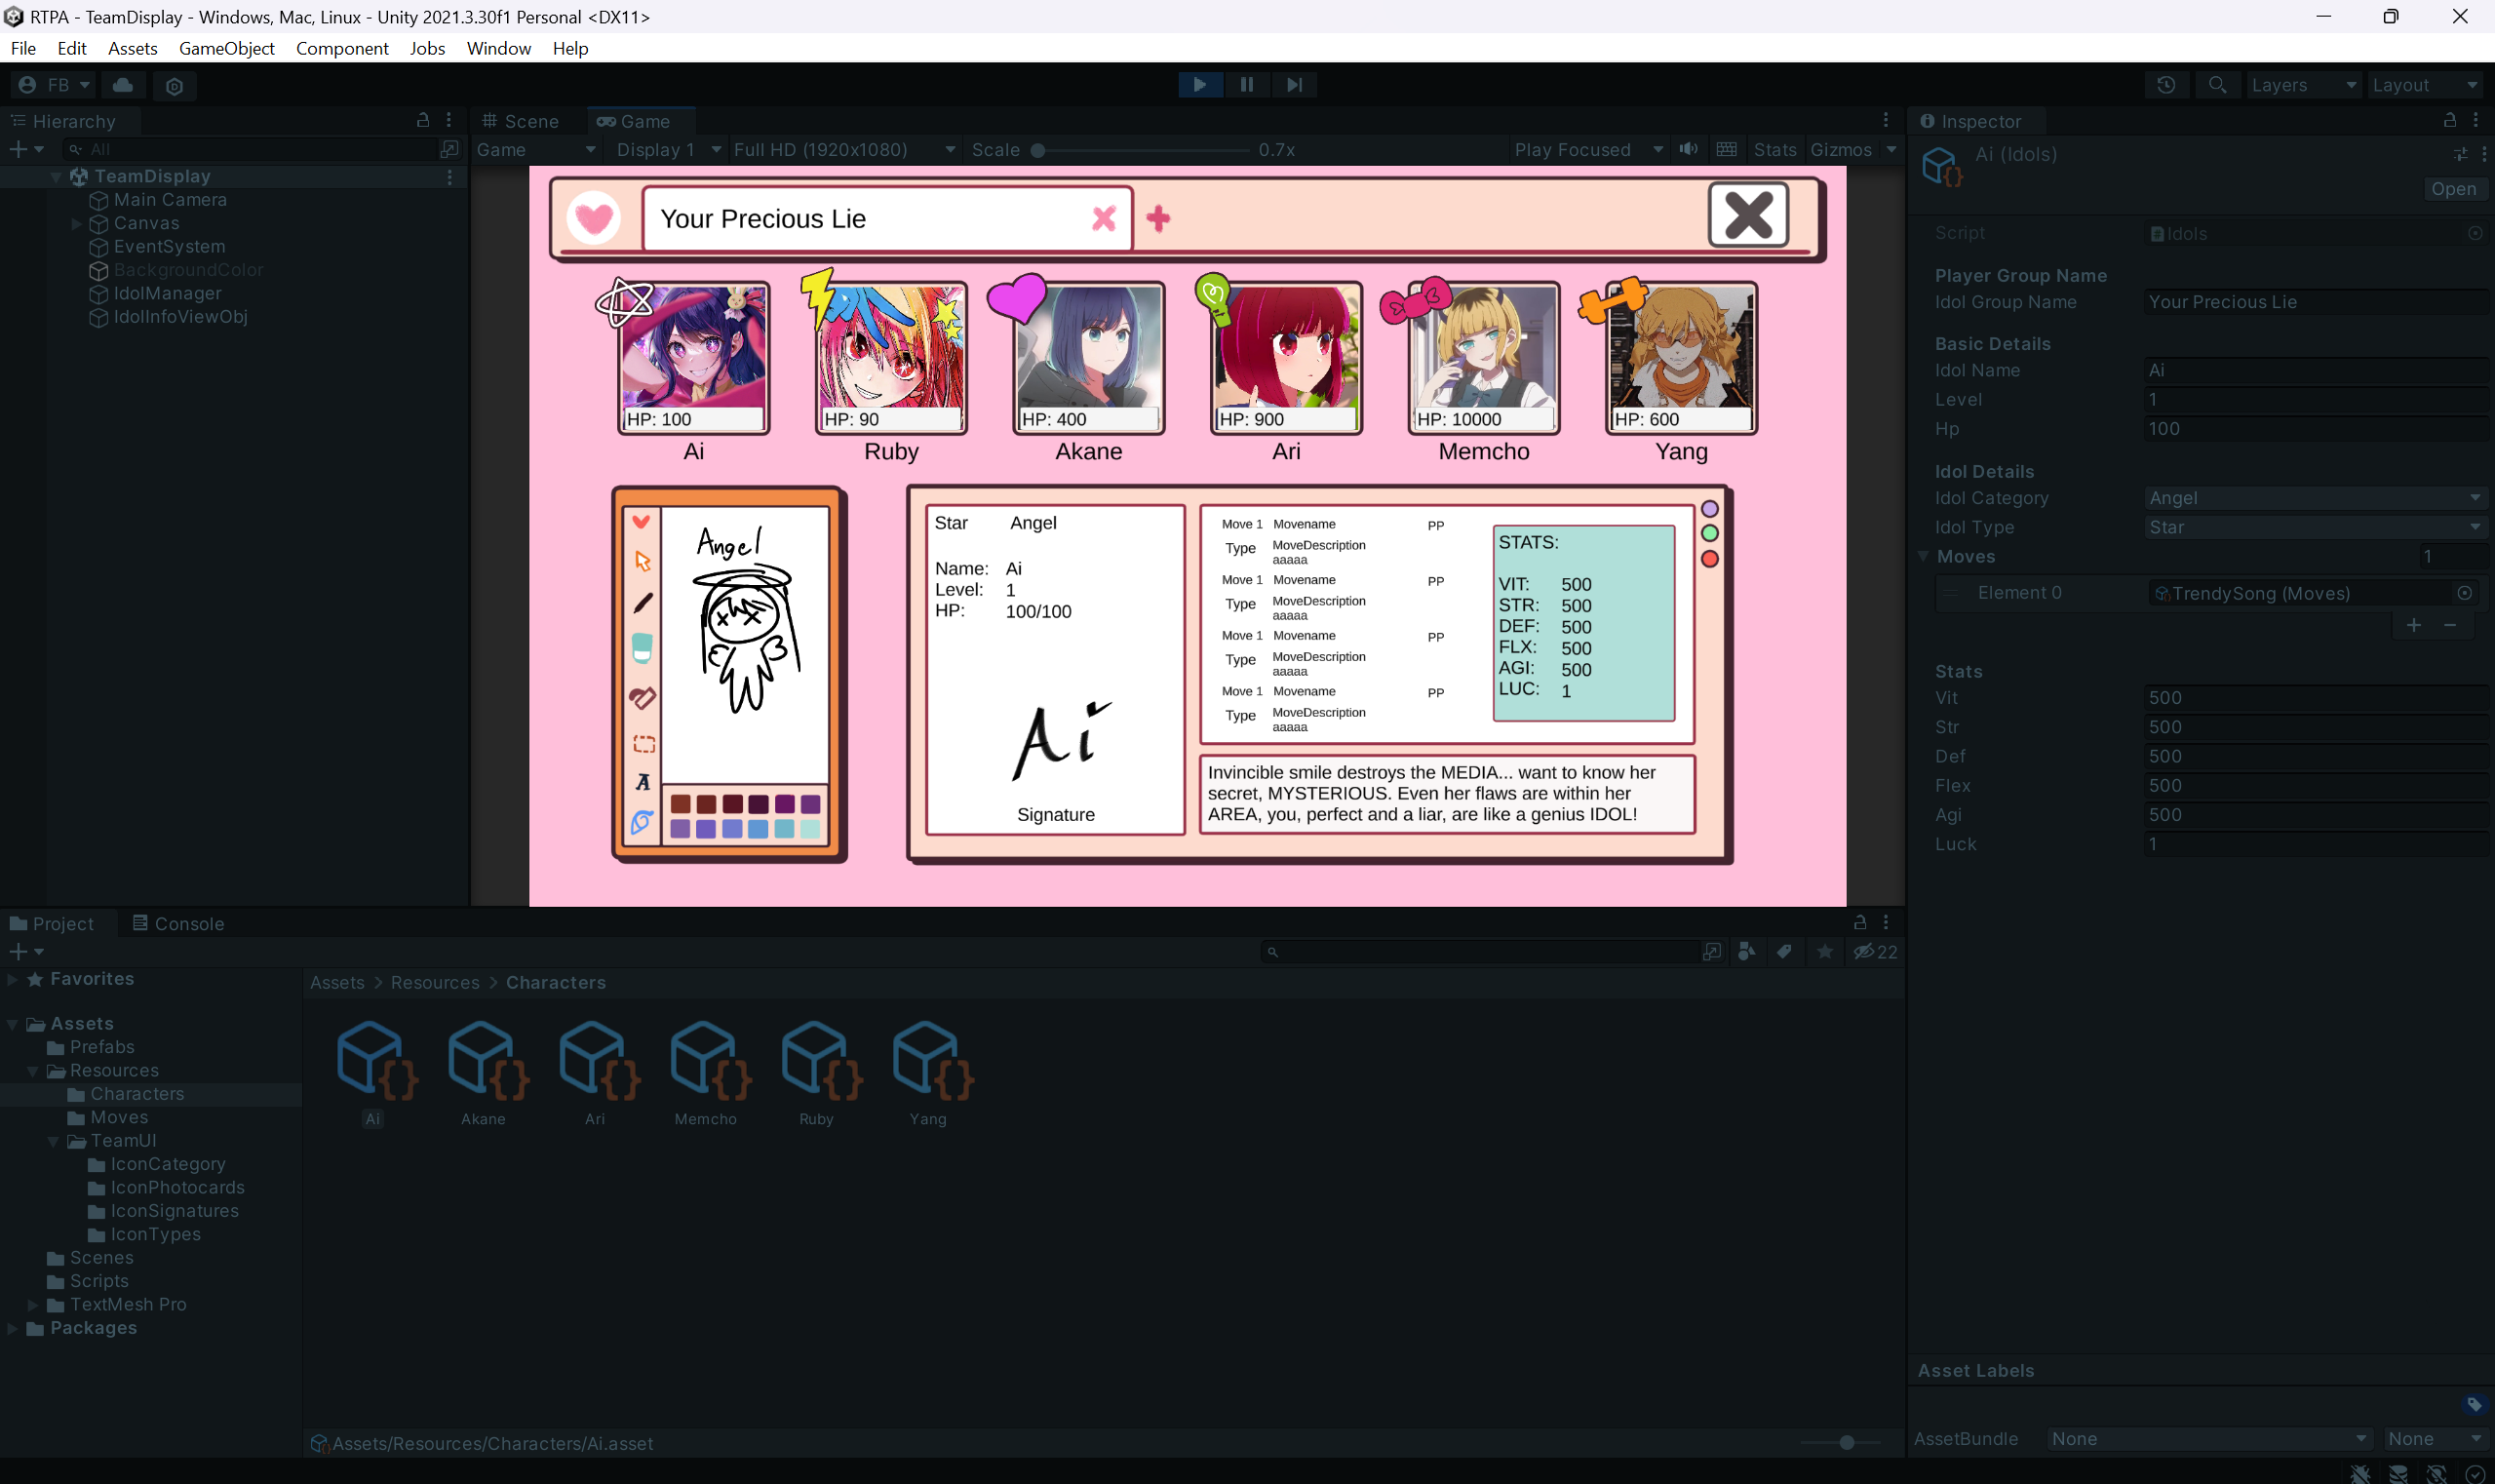 RTPA - TeamDisplay - Windows, Mac, Linux - Unity 2021.3.30f1 Personal <DX11>
File Edit Assets GameObject Component Jobs Window Help
FB
Layers Layout
Hierarchy
All
TeamDisplay
Main Camera
Canvas
EventSystem
BackgroundColor
IdolManager
IdolInfoViewObj
Scene Game
Game Display 1 Full HD (1920x1080) Scale 0.7x Play Focused Stats Gizmos
Your Precious Lie
HP: 100 HP: 90 HP: 400 HP: 900 HP: 10000 HP: 600
Ai Ruby Akane Ari Memcho Yang
Angel
A
Star Angel
Name: Ai
Level: 1
HP: 100/100
Ai
Signature
Move 1 Movename PP
Type MoveDescription
aaaaa
Move 1 Movename PP
Type MoveDescription
aaaaa
Move 1 Movename PP
Type MoveDescription
aaaaa
Move 1 Movename PP
Type MoveDescription
aaaaa
STATS:
VIT: 500
STR: 500
DEF: 500
FLX: 500
AGI: 500
LUC: 1
Invincible smile destroys the MEDIA... want to know her
secret, MYSTERIOUS. Even her flaws are within her
AREA, you, perfect and a liar, are like a genius IDOL!
Inspector
Ai (Idols)
Open
Script Idols
Player Group Name
Idol Group Name Your Precious Lie
Basic Details
Idol Name Ai
Level 1
Hp 100
Idol Details
Idol Category Angel
Idol Type Star
Moves 1
Element 0 TrendySong (Moves)
Stats
Vit 500
Str 500
Def 500
Flex 500
Agi 500
Luck 1
Asset Labels
AssetBundle None None
Project Console
22
Favorites
Assets
Prefabs
Resources
Characters
Moves
TeamUI
IconCategory
IconPhotocards
IconSignatures
IconTypes
Scenes
Scripts
TextMesh Pro
Packages
Assets > Resources > Characters
Ai Akane Ari Memcho Ruby Yang
Assets/Resources/Characters/Ai.asset